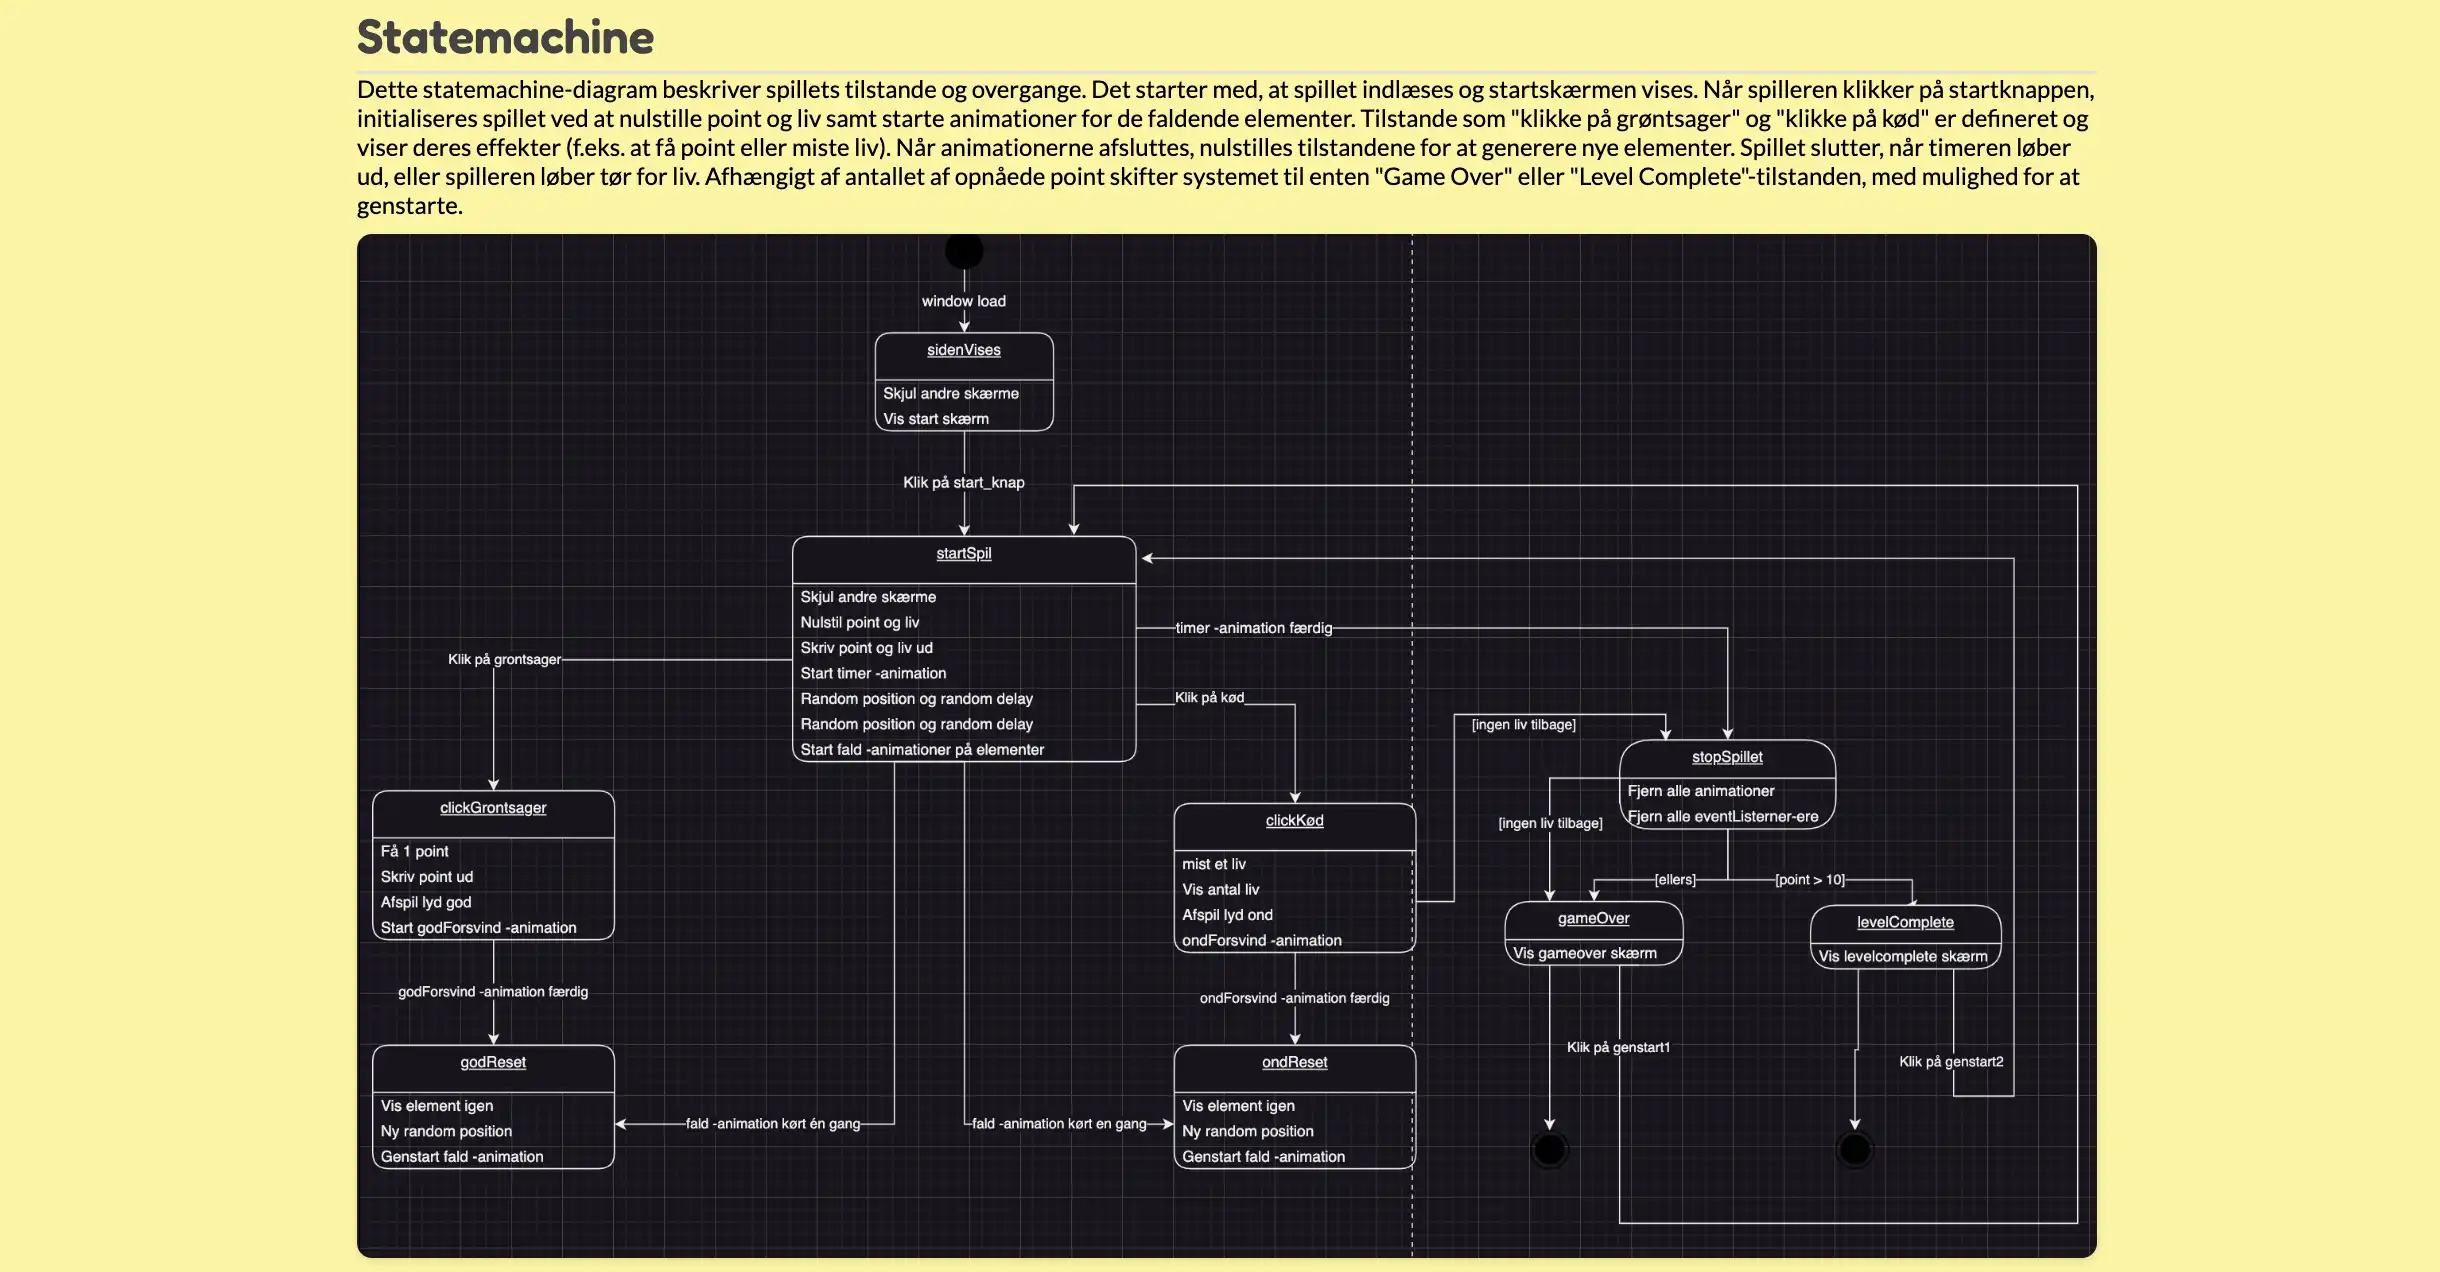 Statemachine
Dette statemachine-diagram beskriver spillets tilstande og overgange. Det starter med, at spillet indlæses og startskærmen vises. Når spilleren klikker på startknappen,
initialiseres spillet ved at nulstille point og liv samt starte animationer for de faldende elementer. Tilstande som "klikke på grøntsager" og "klikke på kød" er defineret og
viser deres effekter (f.eks. at få point eller miste liv). Når animationerne afsluttes, nulstilles tilstandene for at generere nye elementer. Spillet slutter, når timeren løber
ud, eller spilleren løber tør for liv. Afhængigt af antallet af opnåede point skifter systemet til enten "Game Over" eller "Level Complete"-tilstanden, med mulighed for at
genstarte.
window load
sidenVises
Skjul andre skærme
Vis start skærm
Klik på start_knap
startSpil
Skjul andre skærme
Nulstil point og liv
Skriv point og liv ud
Start timer -animation
Random position og random delay
Random position og random delay
Start fald -animationer på elementer
timer -animation færdig
Klik på grontsager
Klik på kød
[ingen liv tilbage]
stopSpillet
Fjern alle animationer
Fjern alle eventListerner-ere
clickGrontsager
Få 1 point
Skriv point ud
Afspil lyd god
Start godForsvind -animation
clickKød
mist et liv
Vis antal liv
Afspil lyd ond
ondForsvind -animation
[ingen liv tilbage]
[ellers]
[point > 10]
gameOver
Vis gameover skærm
levelComplete
Vis levelcomplete skærm
godForsvind -animation færdig
ondForsvind -animation færdig
Klik på genstart1
Klik på genstart2
godReset
Vis element igen
Ny random position
Genstart fald -animation
fald -animation kørt én gang
fald -animation kørt en gang
ondReset
Vis element igen
Ny random position
Genstart fald -animation